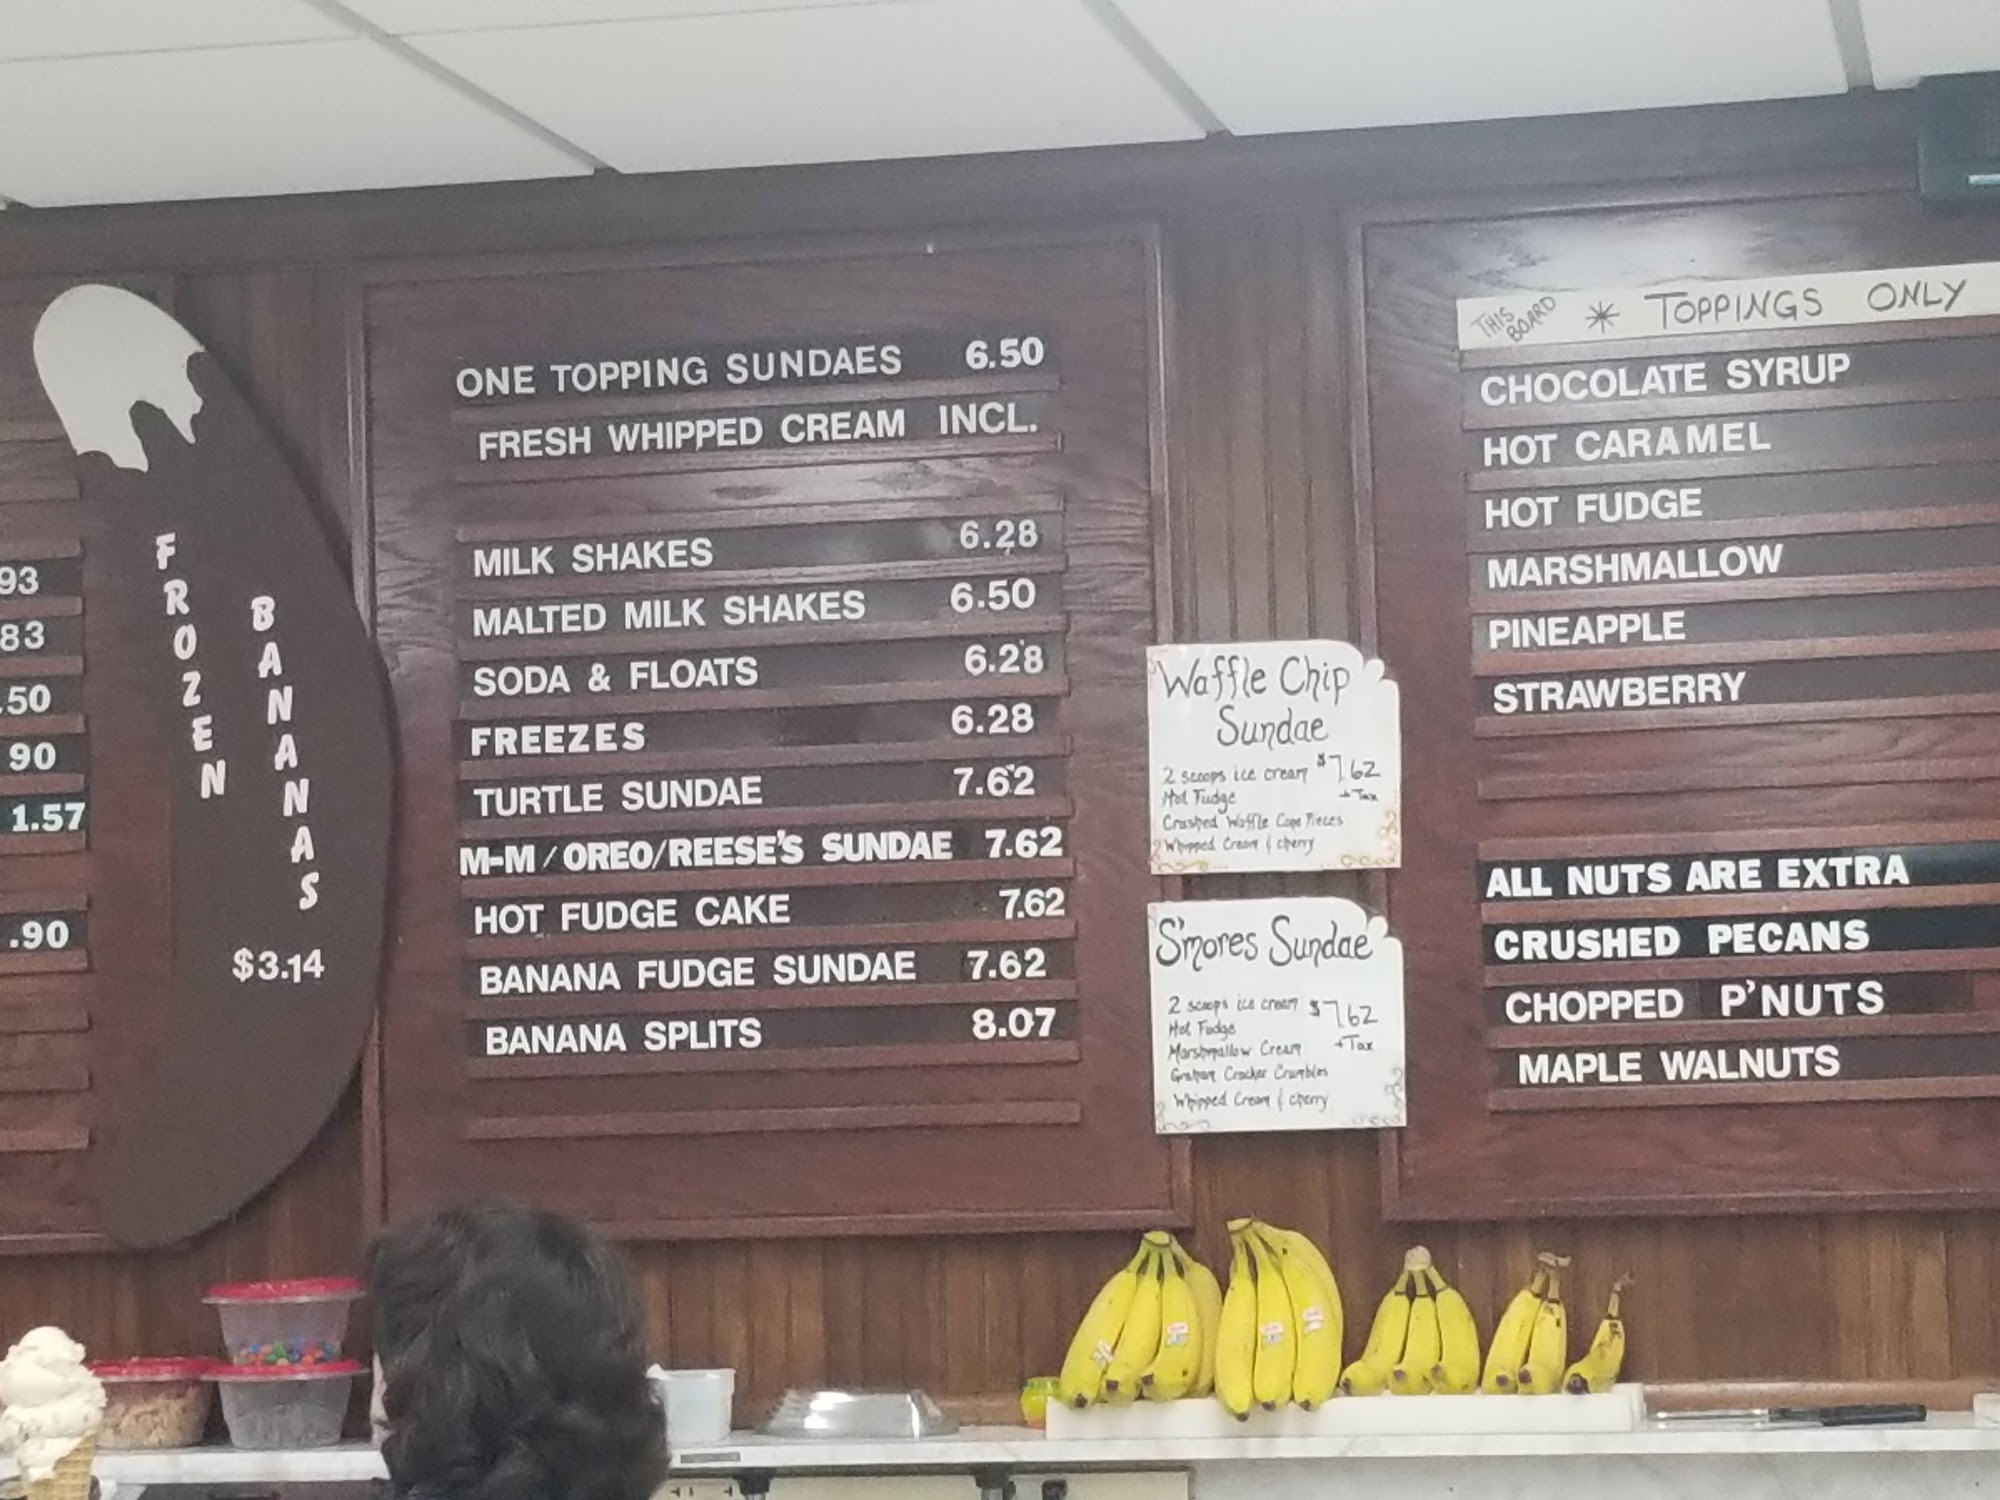 93
83
.50
90
1.57
.90
FROZEN
BANANAS
$3.14
ONE TOPPING SUNDAES 6.50
FRESH WHIPPED CREAM INCL.
MILK SHAKES 6.28
MALTED MILK SHAKES 6.50
SODA & FLOATS 6.28
FREEZES 6.28
TURTLE SUNDAE 7.62
M-M/OREO/REESE'S SUNDAE 7.62
HOT FUDGE CAKE 7.62
BANANA FUDGE SUNDAE 7.62
BANANA SPLITS 8.07
Waffle Chip
Sundae
2 scoops ice cream $7.62
Hot Fudge + Tax
Crushed Waffle Cone Pieces
Whipped Cream & cherry
S'mores Sundae
2 scoops ice cream $7.62
Hot Fudge
Marshmallow Cream + Tax
Graham Cracker Crumbles
Whipped Cream & cherry
THIS BOARD * TOPPINGS ONLY
CHOCOLATE SYRUP
HOT CARAMEL
HOT FUDGE
MARSHMALLOW
PINEAPPLE
STRAWBERRY
ALL NUTS ARE EXTRA
CRUSHED PECANS
CHOPPED P'NUTS
MAPLE WALNUTS